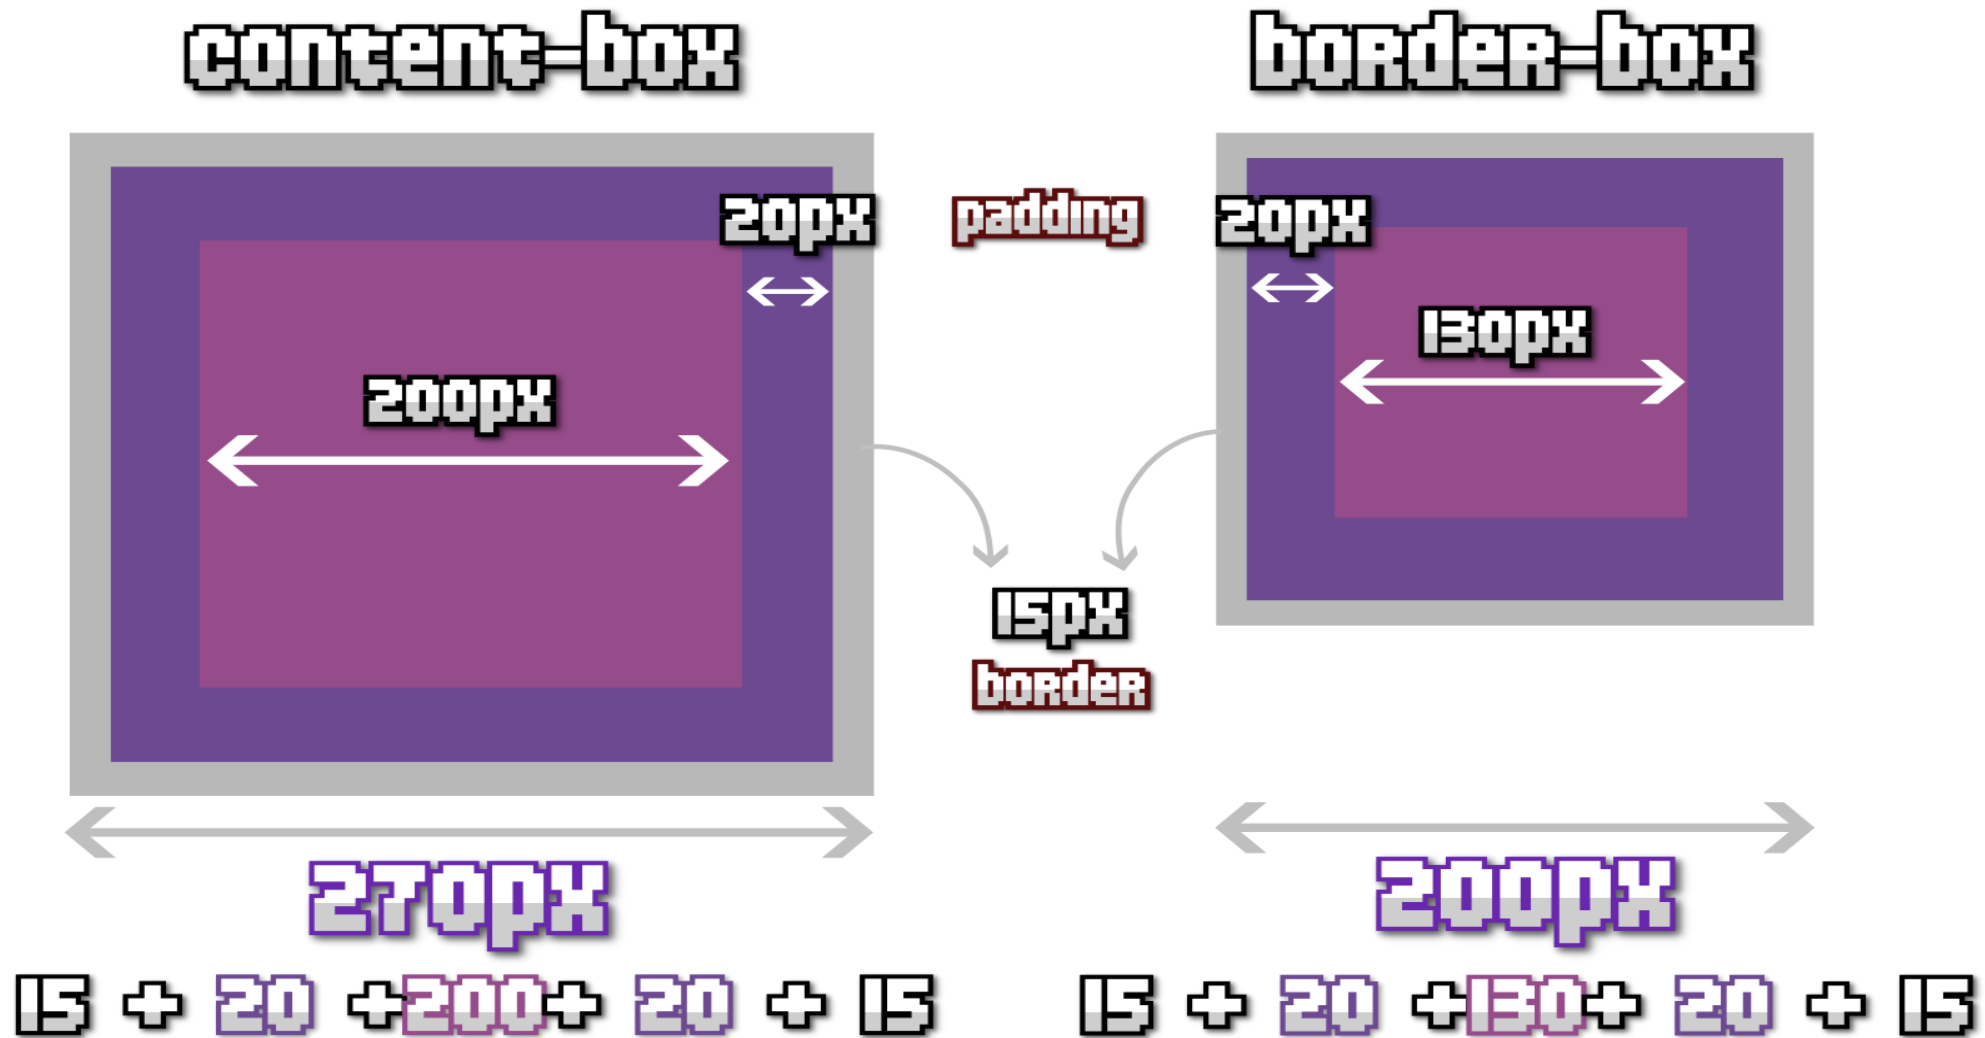 content-box
border-box
20px
padding
20px
130px
200px
15px
border
270px
200px
15 + 20 + 200 + 20 + 15
15 + 20 + 130 + 20 + 15